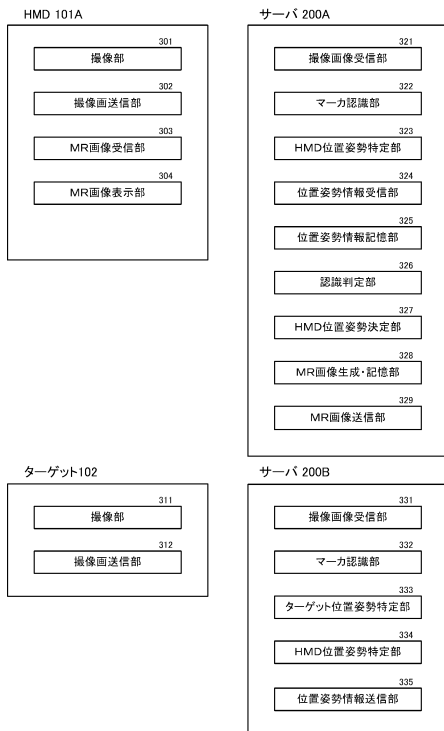 HMD 101A
301
撮像部
302
撮像画送信部
303
MR画像受信部
304
MR画像表示部
サーバ 200A
321
撮像画像受信部
322
マーカ認識部
323
HMD位置姿勢特定部
324
位置姿勢情報受信部
325
位置姿勢情報記憶部
326
認識判定部
327
HMD位置姿勢決定部
328
MR画像生成・記憶部
329
MR画像送信部
ターゲット102
311
撮像部
312
撮像画送信部
サーバ 200B
331
撮像画像受信部
332
マーカ認識部
333
ターゲット位置姿勢特定部
334
HMD位置姿勢特定部
335
位置姿勢情報送信部